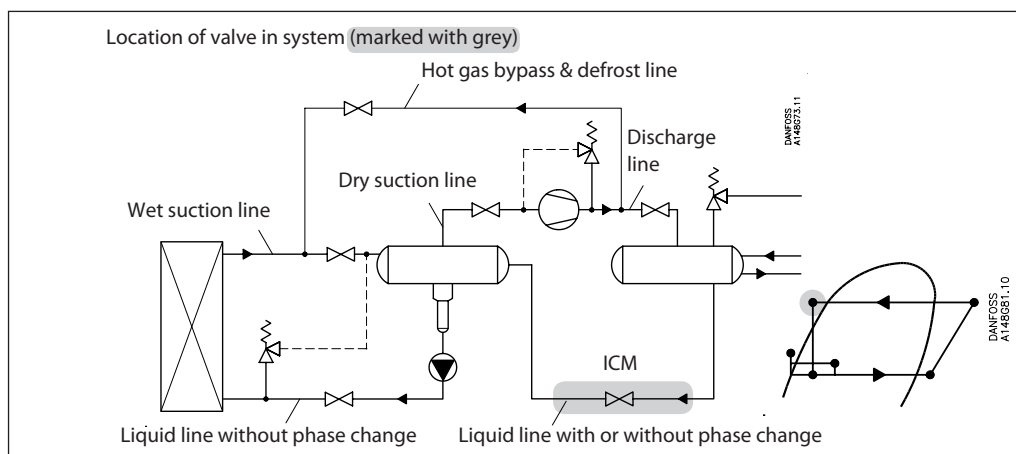 Location of valve in system (marked with grey)
Hot gas bypass & defrost line
DANFOSS
A148G73.11
Discharge
line
Dry suction line
Wet suction line
DANFOSS
A148G81.10
ICM
Liquid line without phase change
Liquid line with or without phase change